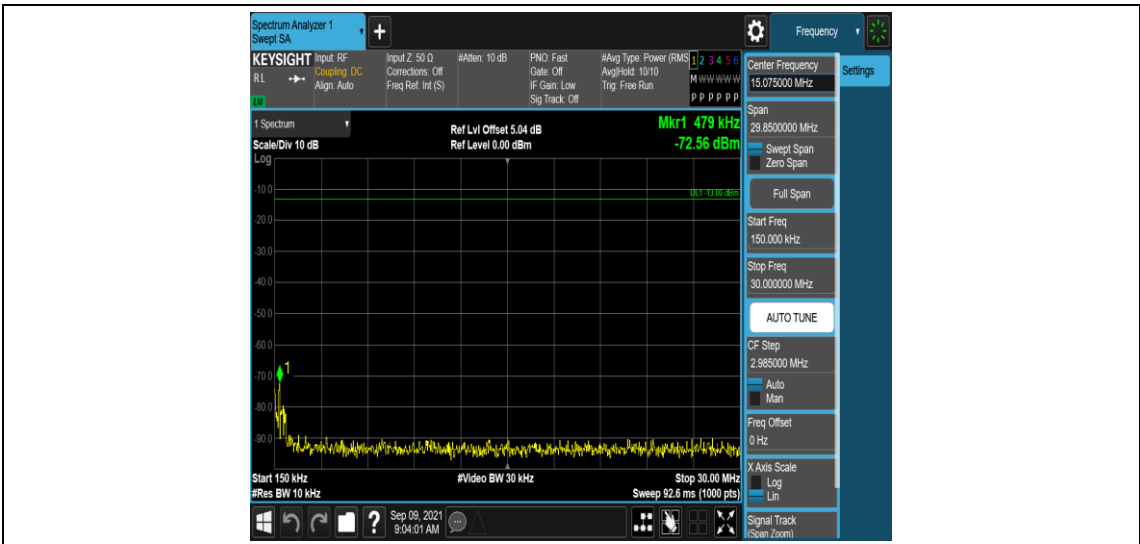 Spectrum Analyzer 1
Swept SA
+
Frequency
KEYSIGHT
RL
LXI
Input: RF
Coupling: DC
Align: Auto
Input Z: 50 Ω
Corrections: Off
Freq Ref: Int (S)
#Atten: 10 dB
PNO: Fast
Gate: Off
IF Gain: Low
Sig Track: Off
#Avg Type: Power (RMS
Avg|Hold: 10/10
Trig: Free Run
1 2 3 4 5 6
M W W W W W
P P P P P P
Center Frequency
15.075000 MHz
Settings
1 Spectrum
Scale/Div 10 dB
Log
Ref Lvl Offset 5.04 dB
Ref Level 0.00 dBm
Mkr1 479 kHz
-72.56 dBm
Span
29.8500000 MHz
Swept Span
Zero Span
Full Span
Start Freq
150.000 kHz
Stop Freq
30.000000 MHz
AUTO TUNE
CF Step
2.985000 MHz
Auto
Man
Freq Offset
0 Hz
X Axis Scale
Log
Lin
Signal Track
(Span Zoom)
DL1 -13.00 dBm
-10.0
-20.0
-30.0
-40.0
-50.0
-60.0
-70.0
1
-80.0
-90.0
Start 150 kHz
#Video BW 30 kHz
Stop 30.00 MHz
#Res BW 10 kHz
Sweep 92.6 ms (1000 pts)
?
Sep 09, 2021
9:04:01 AM